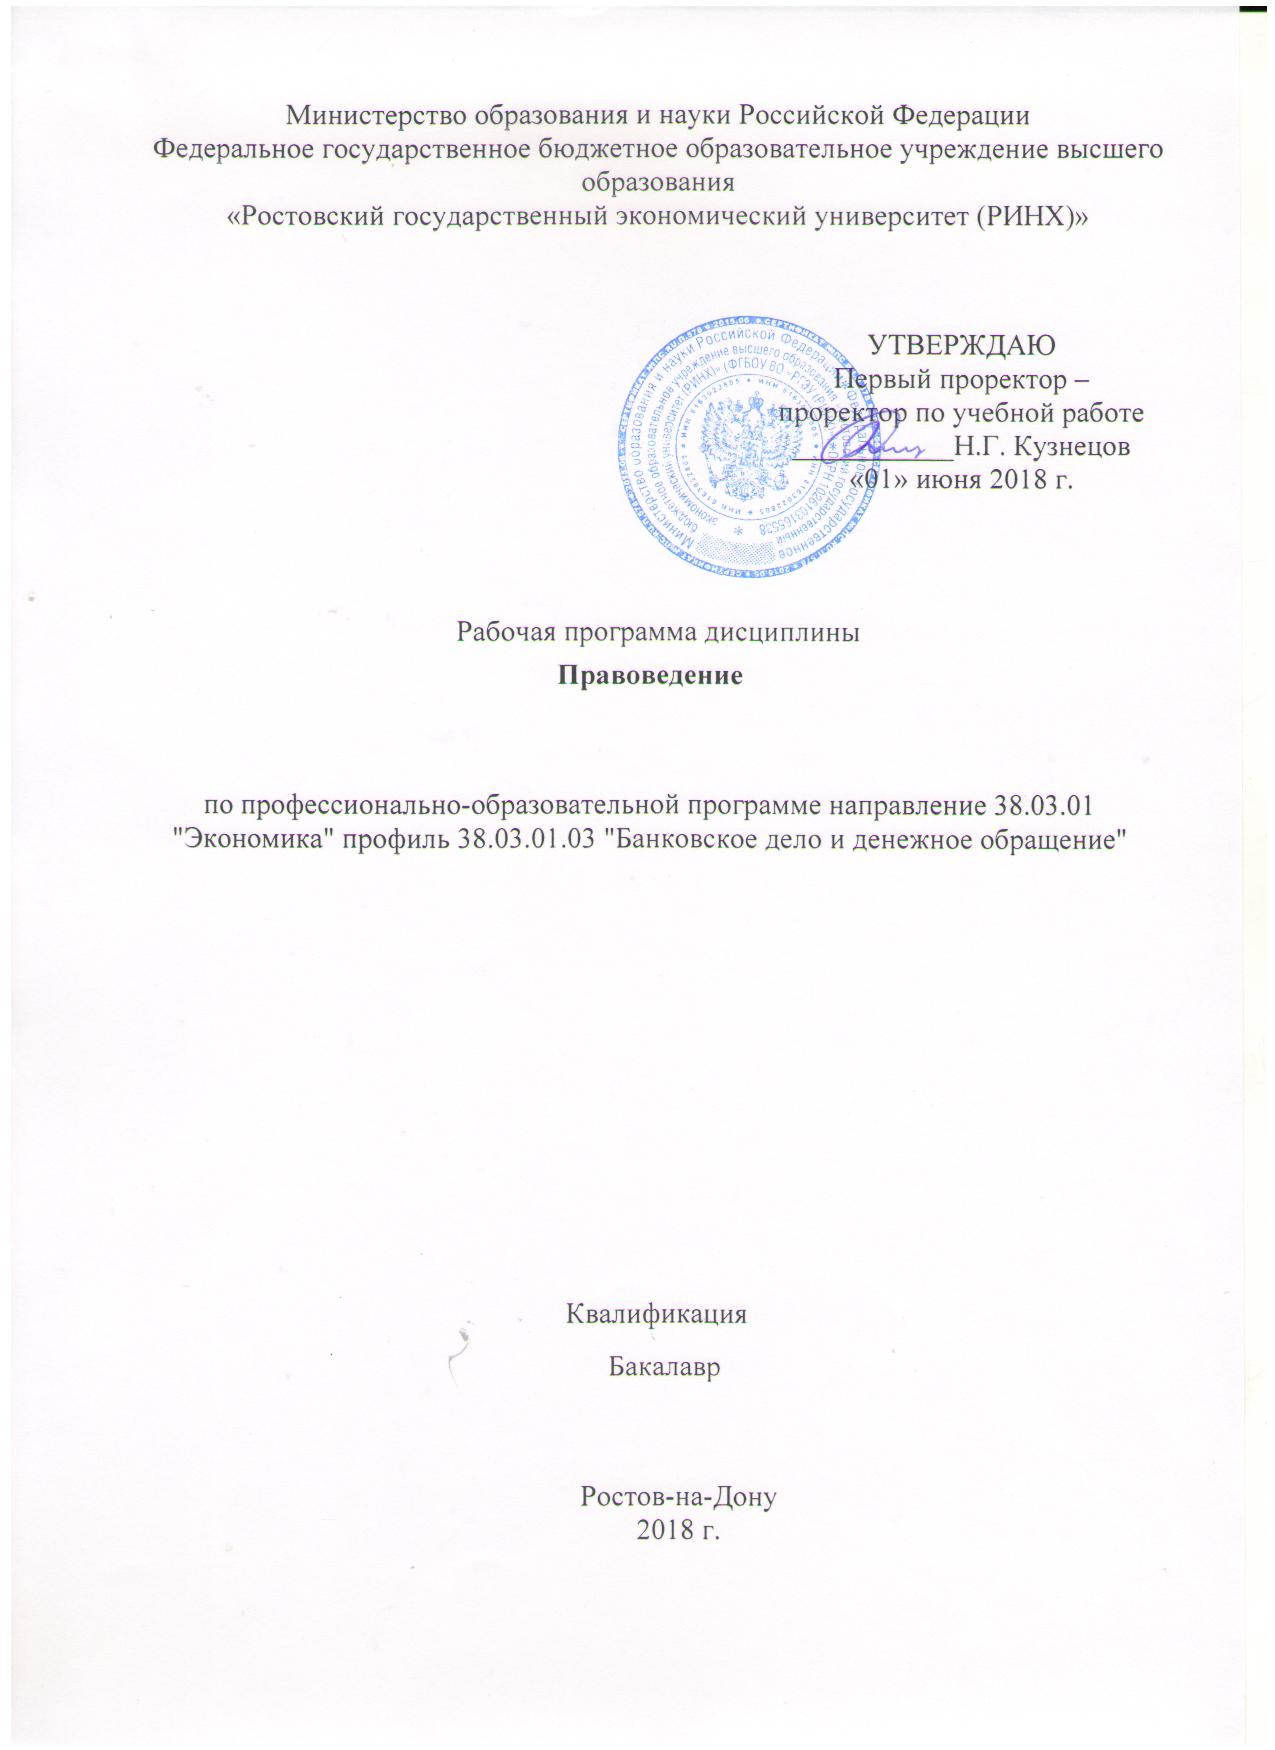 Министерство образования и науки Российской Федерации
Федеральное государственное бюджетное образовательное учреждение высшего
образования
«Ростовский государственный экономический университет (РИНХ)»
УТВЕРЖДАЮ
Первый проректор –
проректор по учебной работе
____________Н.Г. Кузнецов
«01» июня 2018 г.
Рабочая программа дисциплины
Правоведение
по профессионально-образовательной программе направление 38.03.01
"Экономика" профиль 38.03.01.03 "Банковское дело и денежное обращение"
Квалификация
Бакалавр
Ростов-на-Дону
2018 г.